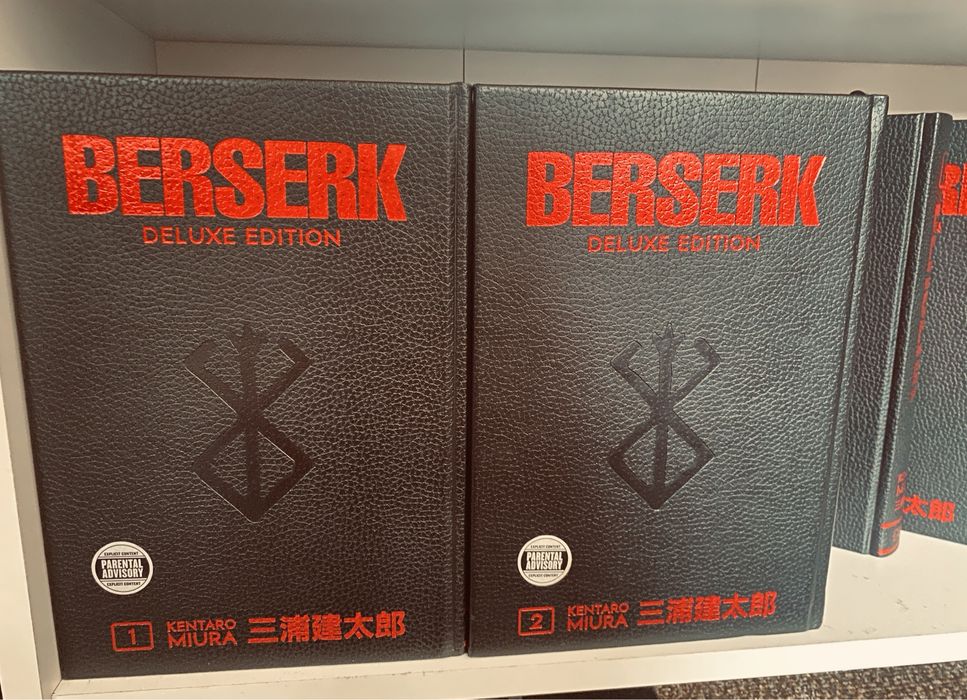 BERSERK
DELUXE EDITION
EXPLICIT CONTENT
PARENTAL
ADVISORY
EXPLICIT CONTENT
1
KENTARO
MIURA
三浦建太郎
BERSERK
DELUXE EDITION
EXPLICIT CONTENT
PARENTAL
ADVISORY
EXPLICIT CONTENT
2
KENTARO
MIURA
三浦建太郎
太郎